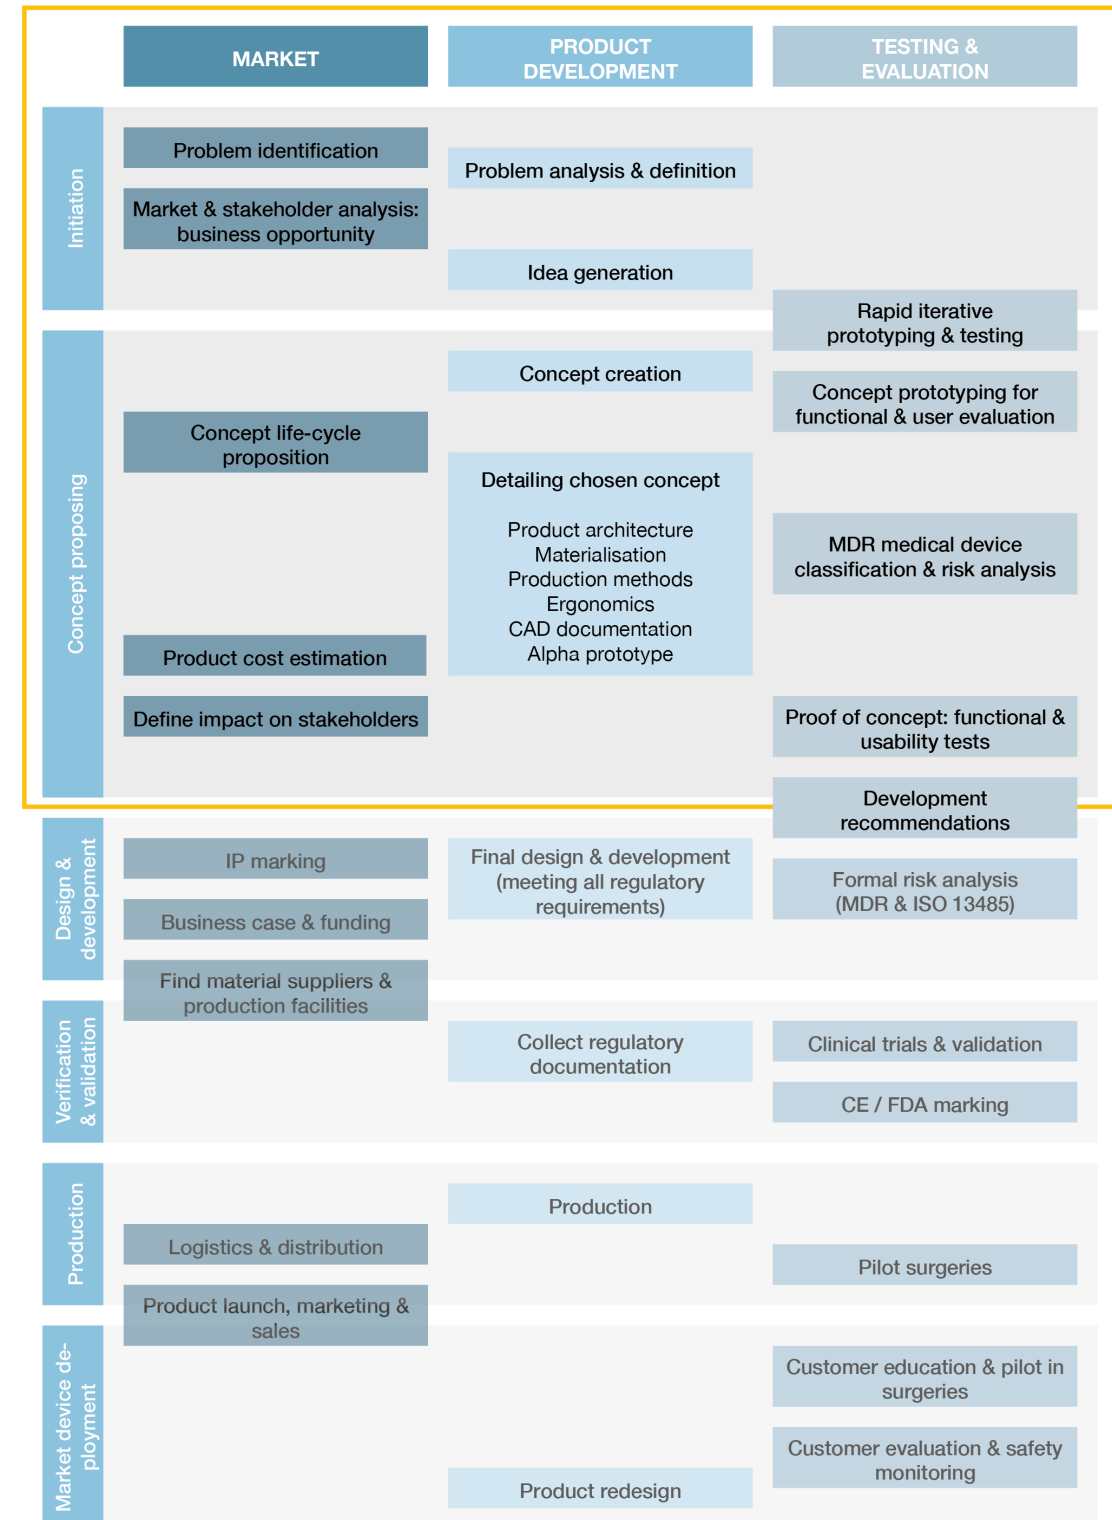 MARKET
PRODUCT
DEVELOPMENT
TESTING &
EVALUATION
Initiation
Problem identification
Problem analysis & definition
Market & stakeholder analysis:
business opportunity
Idea generation
Rapid iterative
prototyping & testing
Concept proposing
Concept creation
Concept prototyping for
functional & user evaluation
Concept life-cycle
proposition
Detailing chosen concept
Product architecture
Materialisation
Production methods
Ergonomics
CAD documentation
Alpha prototype
MDR medical device
classification & risk analysis
Product cost estimation
Define impact on stakeholders
Proof of concept: functional &
usability tests
Development
recommendations
Design &
development
IP marking
Final design & development
(meeting all regulatory
requirements)
Formal risk analysis
(MDR & ISO 13485)
Business case & funding
Find material suppliers &
production facilities
Verification
& validation
Collect regulatory
documentation
Clinical trials & validation
CE / FDA marking
Production
Production
Logistics & distribution
Pilot surgeries
Product launch, marketing &
sales
Market device de-
ployment
Customer education & pilot in
surgeries
Customer evaluation & safety
monitoring
Product redesign